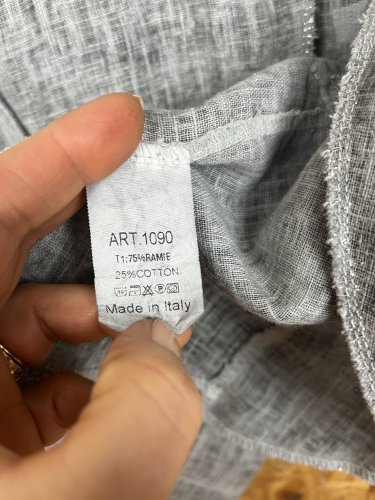 ART.1090
T1:75%RAMIE
25%COTTON
Made in Italy